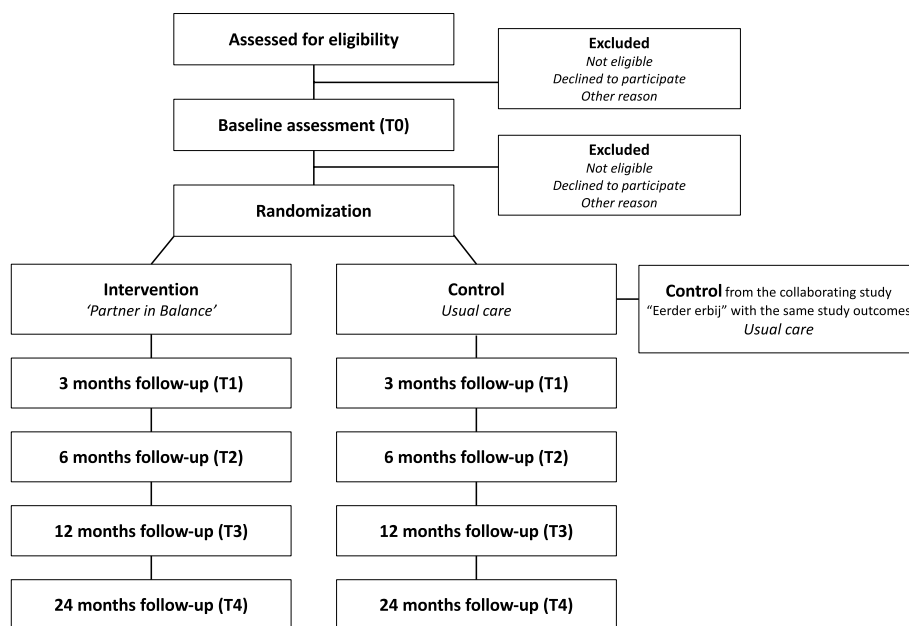 Assessed for eligibility
Excluded
Not eligible
Declined to participate
Other reason
Baseline assessment (T0)
Excluded
Not eligible
Declined to participate
Other reason
Randomization
Intervention
‘Partner in Balance’
Control
Usual care
Control from the collaborating study
“Eerder erbij” with the same study outcomes
Usual care
3 months follow-up (T1)
3 months follow-up (T1)
6 months follow-up (T2)
6 months follow-up (T2)
12 months follow-up (T3)
12 months follow-up (T3)
24 months follow-up (T4)
24 months follow-up (T4)